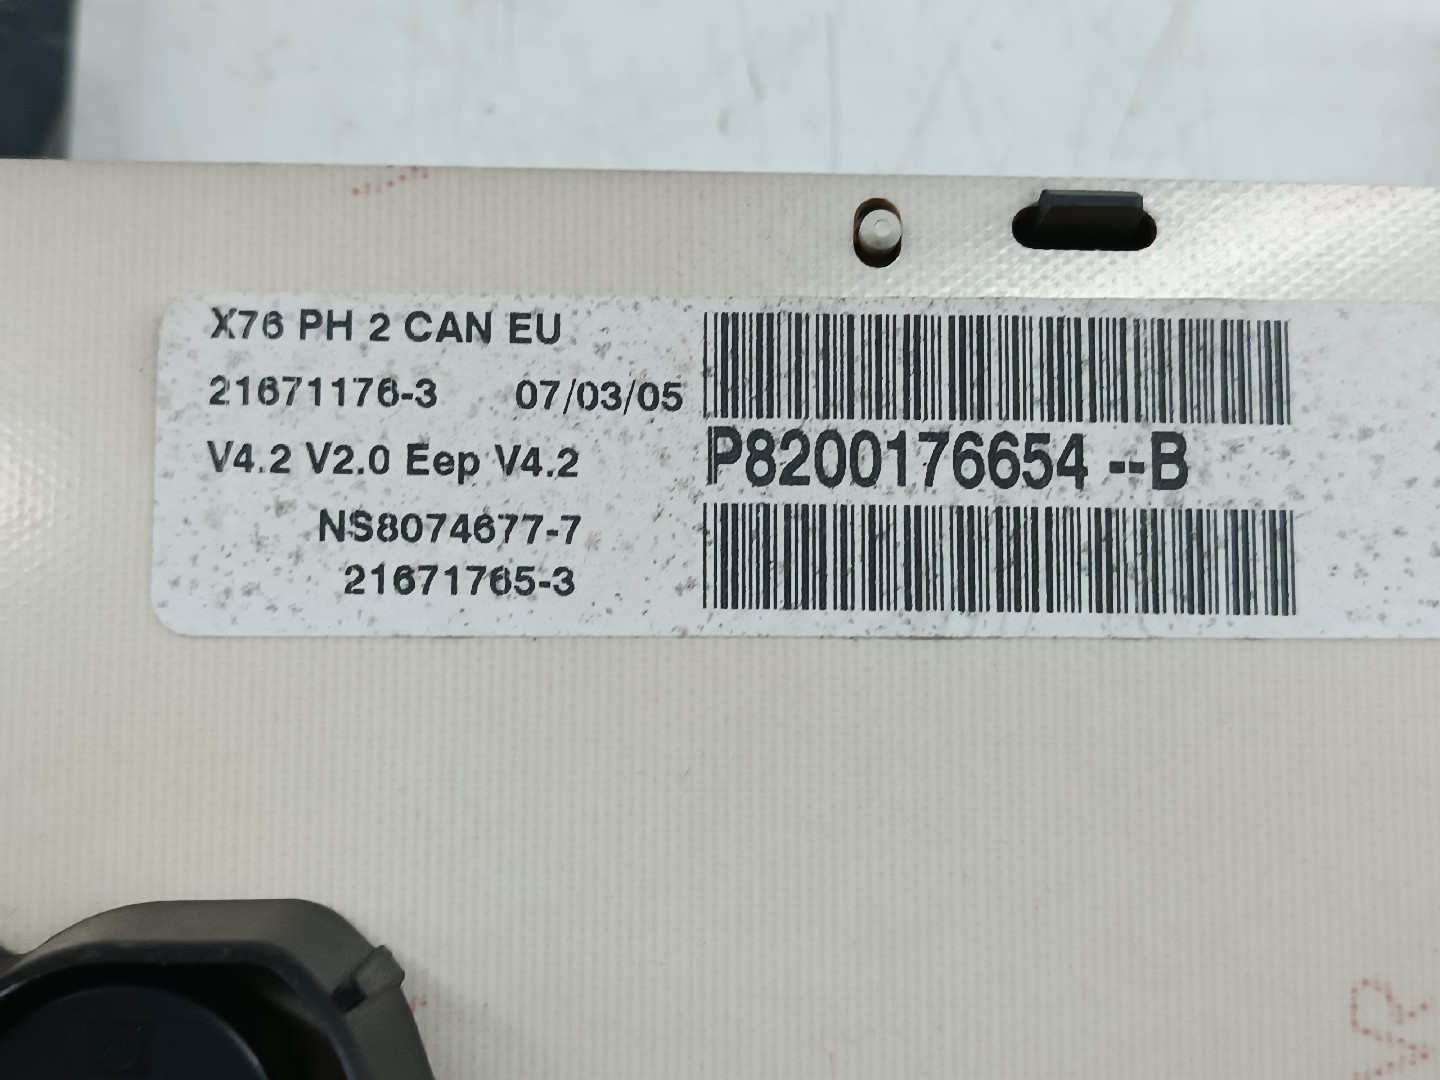 X76 PH 2 CAN EU
21671176-3 07/03/05
V4.2 V2.0 Eep V4.2
P8200176654 --B
NS8074677-7
21671765-3
VR